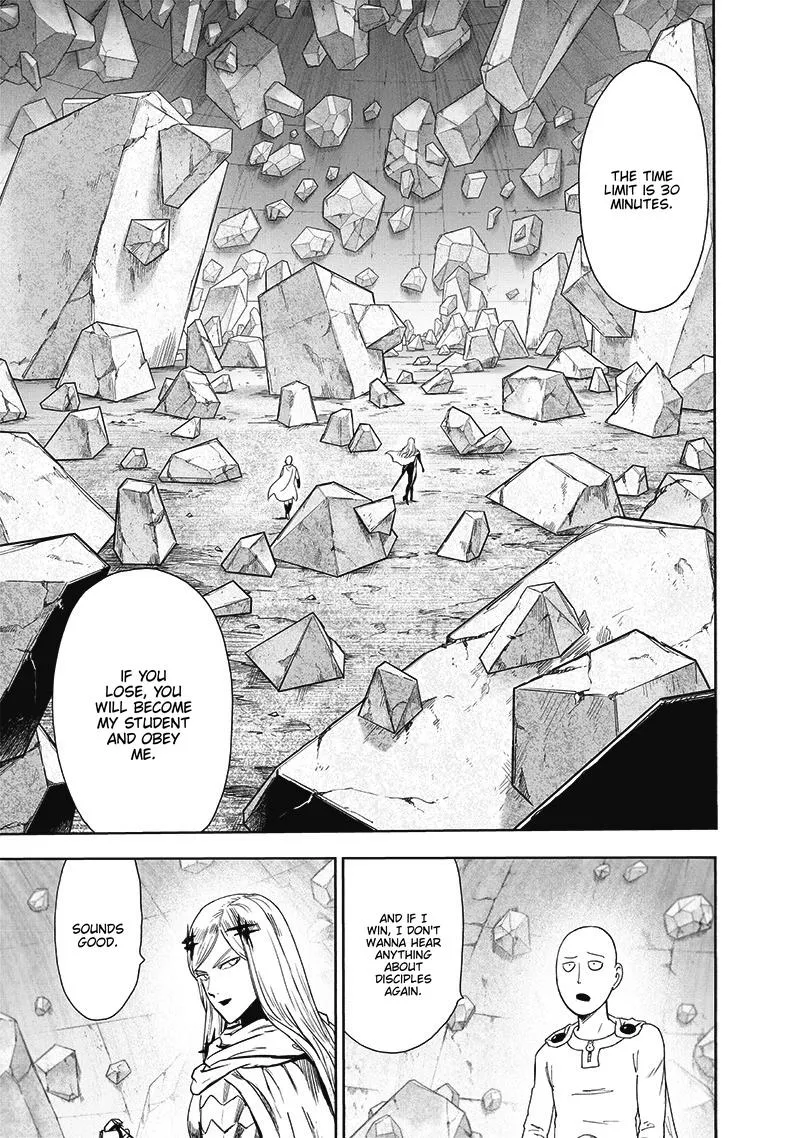 THE TIME
LIMIT IS 30
MINUTES.
IF YOU
LOSE, YOU
WILL BECOME
MY STUDENT
AND OBEY
ME.
AND IF I
WIN, I DON'T
WANNA HEAR
ANYTHING
ABOUT
DISCIPLES
AGAIN.
SOUNDS
GOOD.